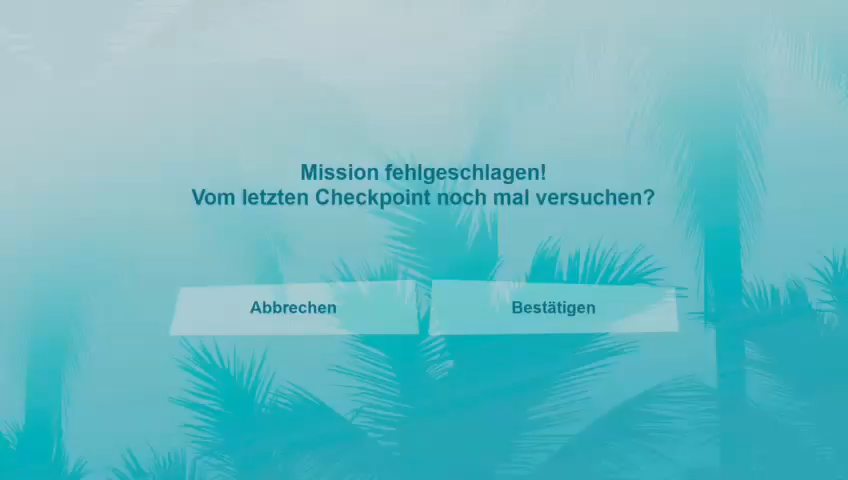 Mission fehlgeschlagen!
Vom letzten Checkpoint noch mal versuchen?
Abbrechen
Bestätigen